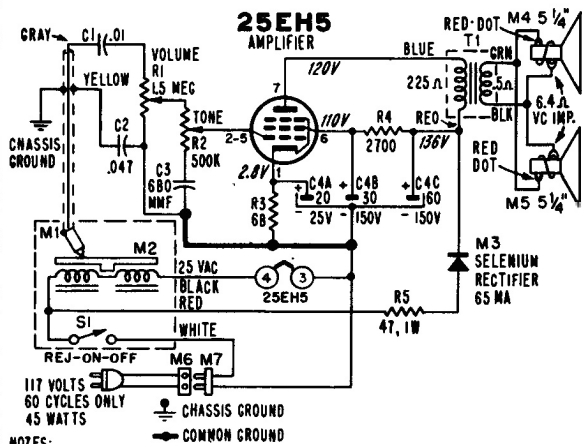 25EH5
AMPLIFIER
GRAY
C1 .01
YELLOW
CHASSIS
GROUND
C2
.047
VOLUME
R1
1.5 MEG
TONE
R2
500K
C3
680
MMF
7
2-5
6
1
BLUE
120V
110V
2.8V
R3
68
R4
2700
136V
RED
C4A
20
25V
C4B
30
150V
C4C
160
150V
225Ω
T1
.5Ω
GRN
BLK
RED-DOT
M4 5 1/4"
6.4Ω
VC IMP.
RED
DOT
M5 5 1/4"
M1
M2
25 VAC
BLACK
RED
4
3
25EH5
M3
SELENIUM
RECTIFIER
65 MA
R5
47, 1W
S1
WHITE
REJ-ON-OFF
M6
M7
117 VOLTS
60 CYCLES ONLY
45 WATTS
CHASSIS GROUND
COMMON GROUND
NOTES: